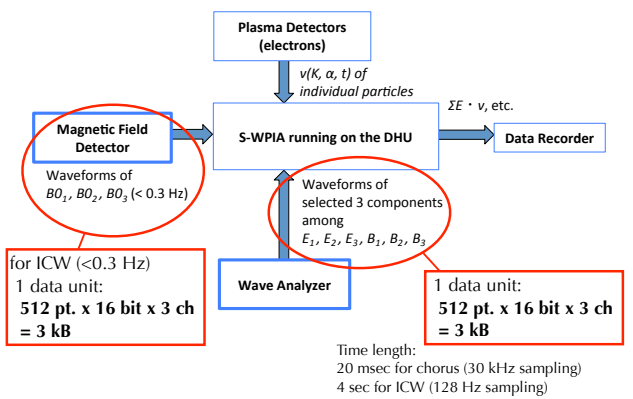 Plasma Detectors
(electrons)
v(K, α, t) of
individual particles
ΣE・v, etc.
Magnetic Field
Detector
S-WPIA running on the DHU
Data Recorder
Waveforms of
B0₁, B0₂, B0₃ (< 0.3 Hz)
Waveforms of
selected 3 components
among
E₁, E₂, E₃, B₁, B₂, B₃
for ICW (<0.3 Hz)
1 data unit:
512 pt. x 16 bit x 3 ch
= 3 kB
Wave Analyzer
1 data unit:
512 pt. x 16 bit x 3 ch
= 3 kB
Time length:
20 msec for chorus (30 kHz sampling)
4 sec for ICW (128 Hz sampling)